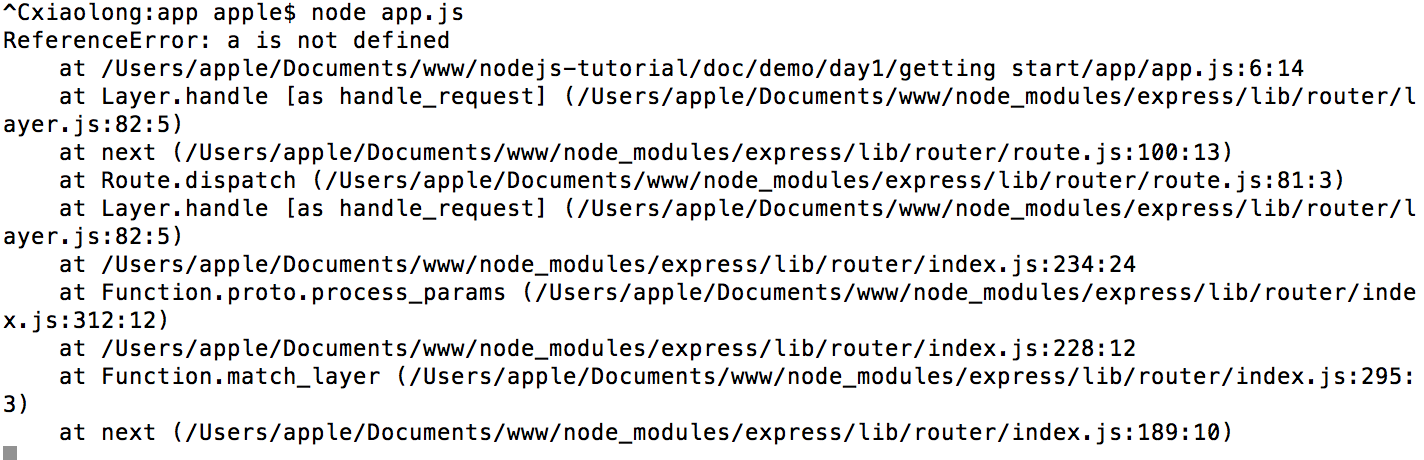 ^Cxiaolong:app apple$ node app.js
ReferenceError: a is not defined
    at /Users/apple/Documents/www/nodejs-tutorial/doc/demo/day1/getting start/app/app.js:6:14
    at Layer.handle [as handle_request] (/Users/apple/Documents/www/node_modules/express/lib/router/l
ayer.js:82:5)
    at next (/Users/apple/Documents/www/node_modules/express/lib/router/route.js:100:13)
    at Route.dispatch (/Users/apple/Documents/www/node_modules/express/lib/router/route.js:81:3)
    at Layer.handle [as handle_request] (/Users/apple/Documents/www/node_modules/express/lib/router/l
ayer.js:82:5)
    at /Users/apple/Documents/www/node_modules/express/lib/router/index.js:234:24
    at Function.proto.process_params (/Users/apple/Documents/www/node_modules/express/lib/router/inde
x.js:312:12)
    at /Users/apple/Documents/www/node_modules/express/lib/router/index.js:228:12
    at Function.match_layer (/Users/apple/Documents/www/node_modules/express/lib/router/index.js:295:
3)
    at next (/Users/apple/Documents/www/node_modules/express/lib/router/index.js:189:10)